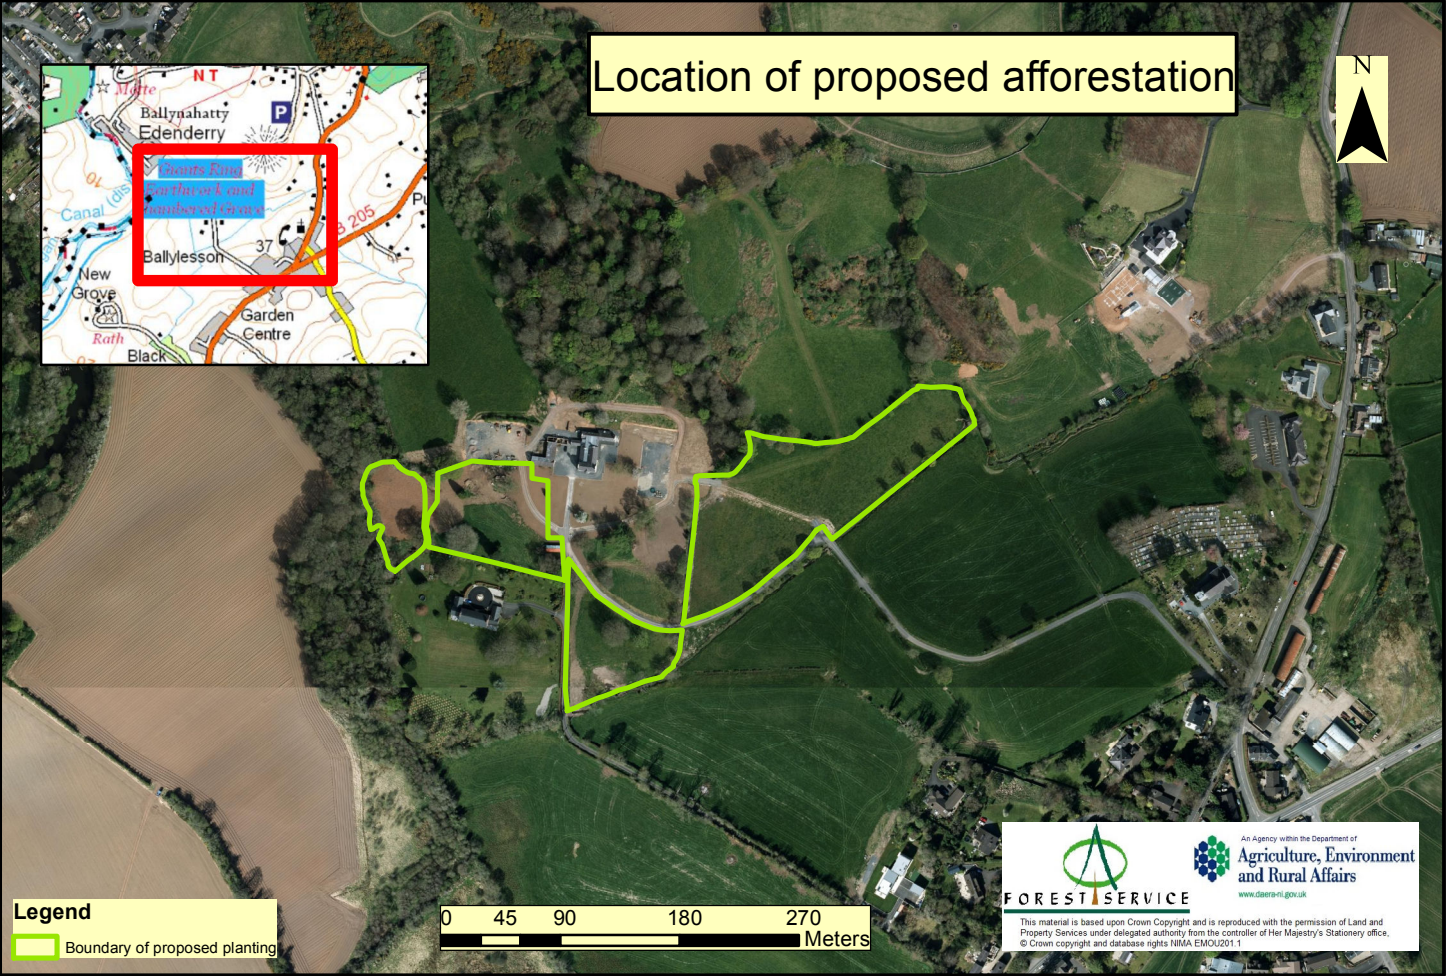 Location of proposed afforestation
N
N T
Motte
Ballynahatty
P
Edenderry
Giants Ring
Earthwork and
Chambered Grave
10
Canal (dis
B 205
37
Ballylesson
New
Grove
Rath
Garden
Centre
Black
Legend
Boundary of proposed planting
0 45 90 180 270
Meters
FOREST SERVICE
An Agency within the Department of
Agriculture, Environment
and Rural Affairs
www.daera-ni.gov.uk
This material is based upon Crown Copyright and is reproduced with the permission of Land and
Property Services under delegated authority from the controller of Her Majesty's Stationery office,
© Crown copyright and database rights NIMA EMOU201.1